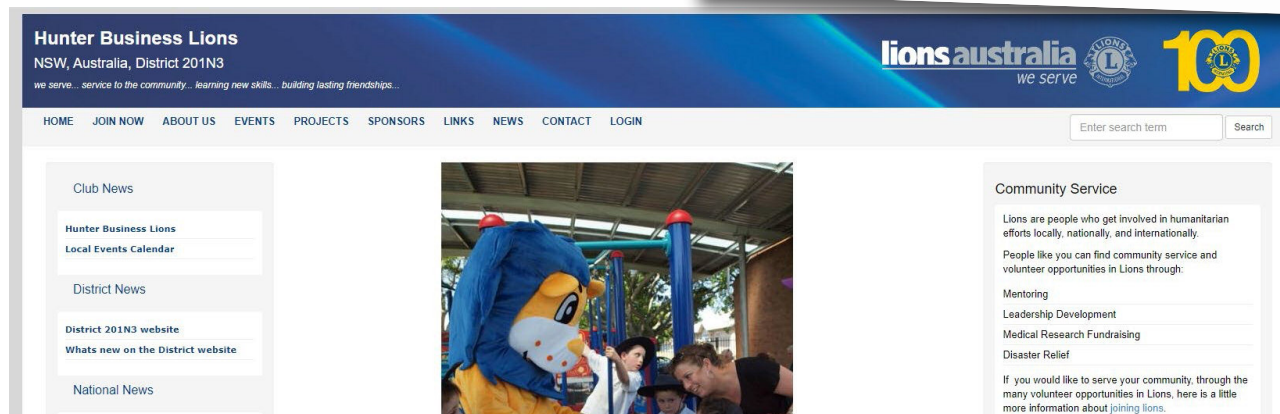 Hunter Business Lions
NSW, Australia, District 201N3
we serve... service to the community... learning new skills... building lasting friendships...
lions australia
we serve
LIONS
L
INTERNATIONAL
100
LIONS
L
HOME JOIN NOW ABOUT US EVENTS PROJECTS SPONSORS LINKS NEWS CONTACT LOGIN
Enter search term
Search
Club News
Hunter Business Lions
Local Events Calendar
District News
District 201N3 website
Whats new on the District website
National News
Community Service
Lions are people who get involved in humanitarian
efforts locally, nationally, and internationally.
People like you can find community service and
volunteer opportunities in Lions through:
Mentoring
Leadership Development
Medical Research Fundraising
Disaster Relief
If you would like to serve your community, through the
many volunteer opportunities in Lions, here is a little
more information about joining lions.